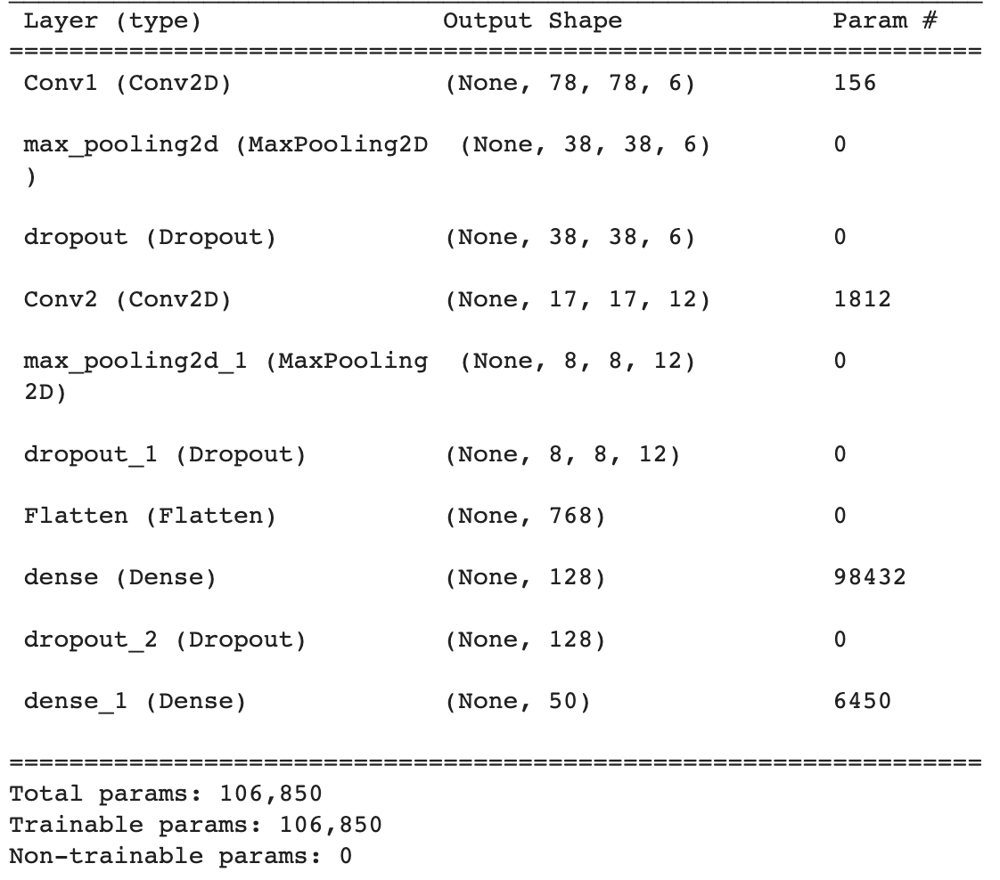 Layer (type) Output Shape Param #
=================================================================
Conv1 (Conv2D) (None, 78, 78, 6) 156
max_pooling2d (MaxPooling2D (None, 38, 38, 6) 0
)
dropout (Dropout) (None, 38, 38, 6) 0
Conv2 (Conv2D) (None, 17, 17, 12) 1812
max_pooling2d_1 (MaxPooling (None, 8, 8, 12) 0
2D)
dropout_1 (Dropout) (None, 8, 8, 12) 0
Flatten (Flatten) (None, 768) 0
dense (Dense) (None, 128) 98432
dropout_2 (Dropout) (None, 128) 0
dense_1 (Dense) (None, 50) 6450
=================================================================
Total params: 106,850
Trainable params: 106,850
Non-trainable params: 0